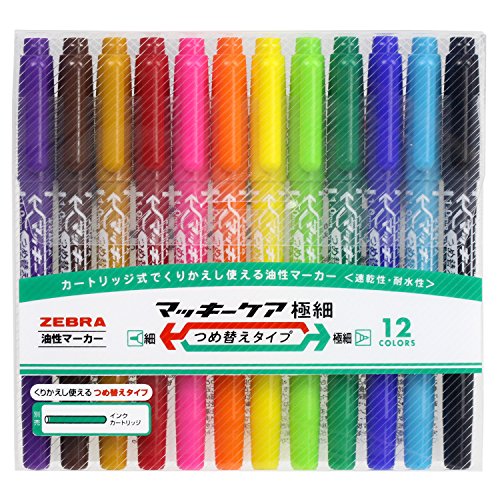 カートリッジ式でくりかえし使える油性マーカー <速乾性・耐水性>
ZEBRA
油性マーカー
マッキーケア 極細
細 つめ替えタイプ 極細
12
COLORS
くりかえし使える つめ替えタイプ
別売
インク
カートリッジ